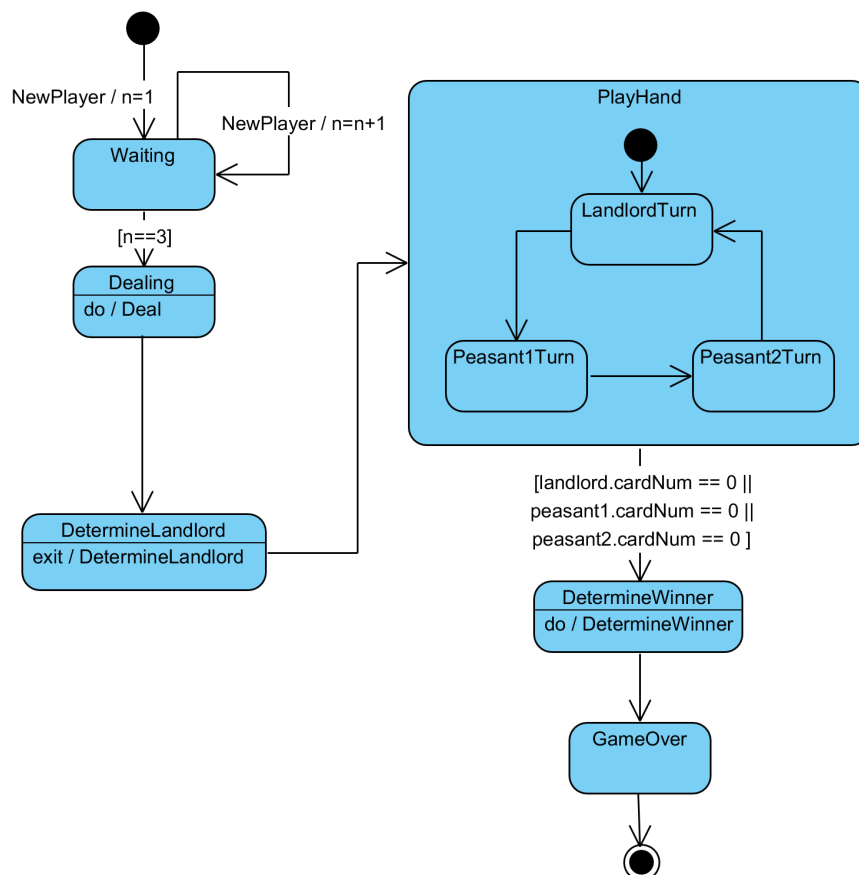 NewPlayer / n=1
NewPlayer / n=n+1
Waiting
[n==3]
Dealing
do / Deal
DetermineLandlord
exit / DetermineLandlord
PlayHand
LandlordTurn
Peasant1Turn
Peasant2Turn
[landlord.cardNum == 0 ||
peasant1.cardNum == 0 ||
peasant2.cardNum == 0 ]
DetermineWinner
do / DetermineWinner
GameOver